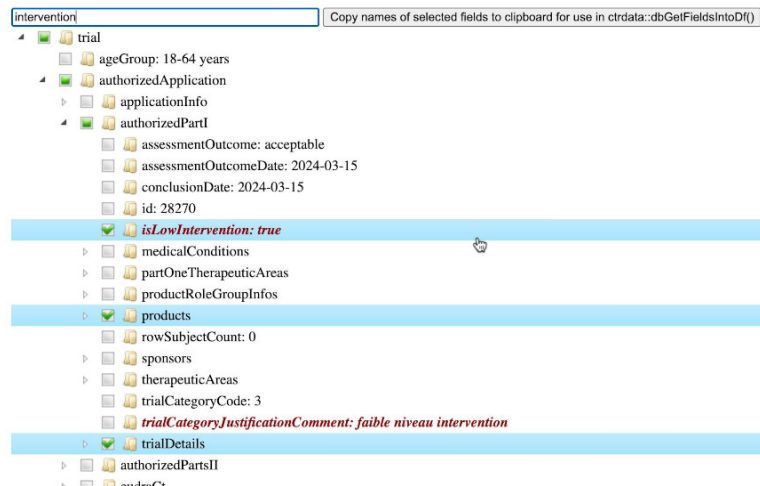 intervention
Copy names of selected fields to clipboard for use in ctrdata::dbGetFieldsIntoDf()
trial
ageGroup: 18-64 years
authorizedApplication
applicationInfo
authorizedPartI
assessmentOutcome: acceptable
assessmentOutcomeDate: 2024-03-15
conclusionDate: 2024-03-15
id: 28270
isLowIntervention: true
medicalConditions
partOneTherapeuticAreas
productRoleGroupInfos
products
rowSubjectCount: 0
sponsors
therapeuticAreas
trialCategoryCode: 3
trialCategoryJustificationComment: faible niveau intervention
trialDetails
authorizedPartsII